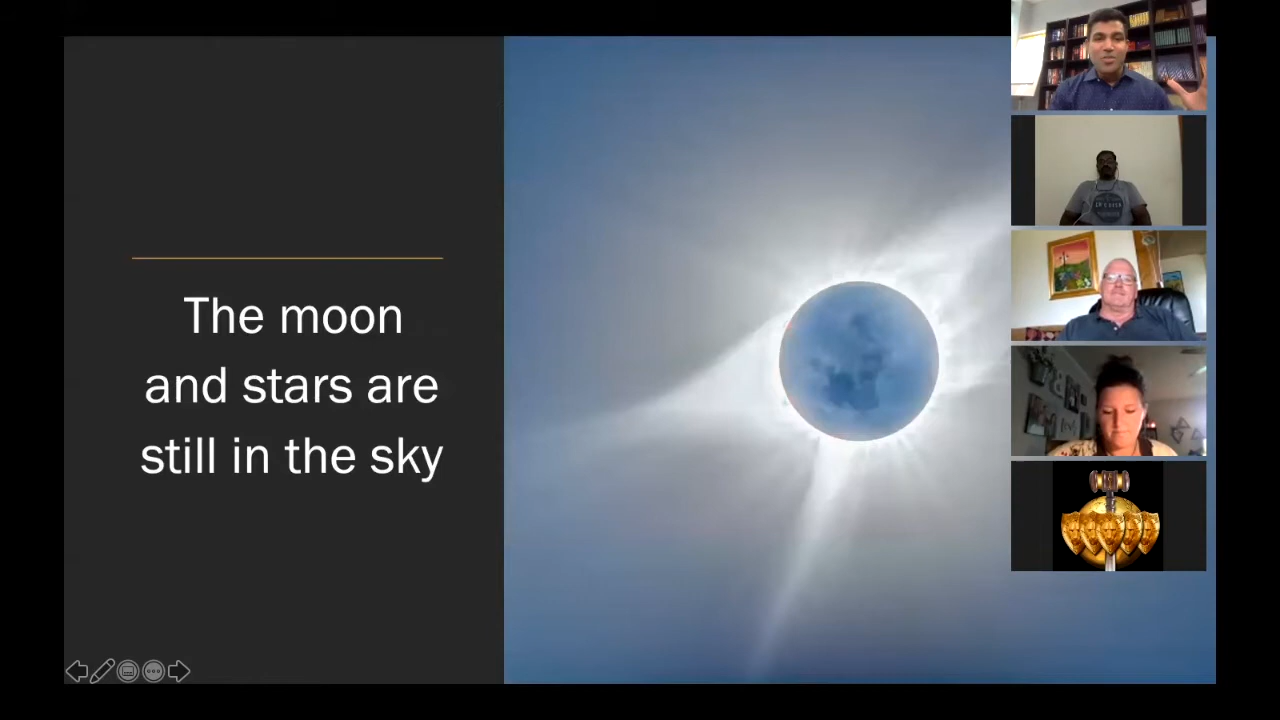 The moon
and stars are
still in the sky